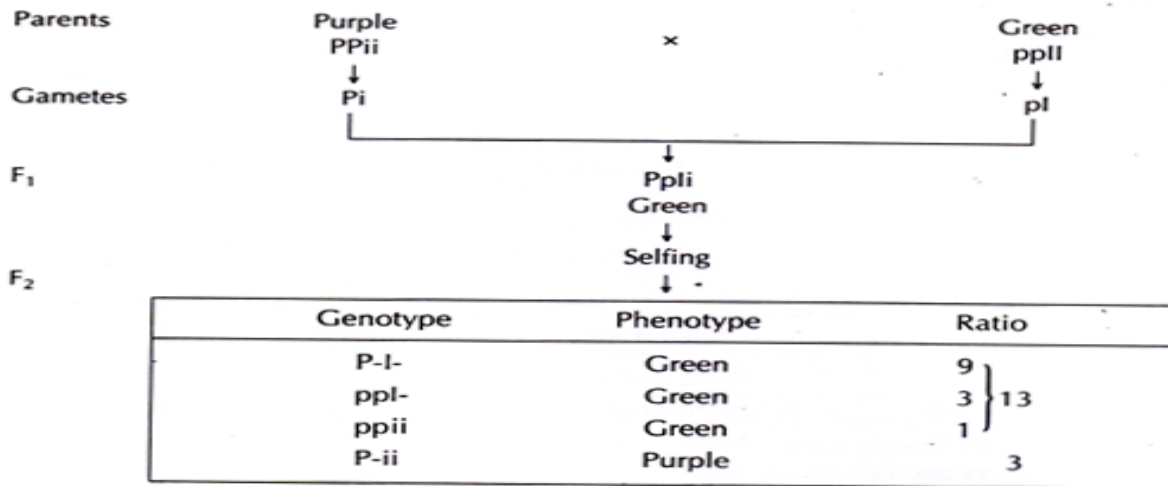 Parents Purple Green
PPii × ppII
Gametes Pi pI
F₁ PpIi
Green
Selfing
F₂
Genotype Phenotype Ratio
P-I- Green 9
ppI- Green 3 } 13
ppii Green 1
P-ii Purple 3